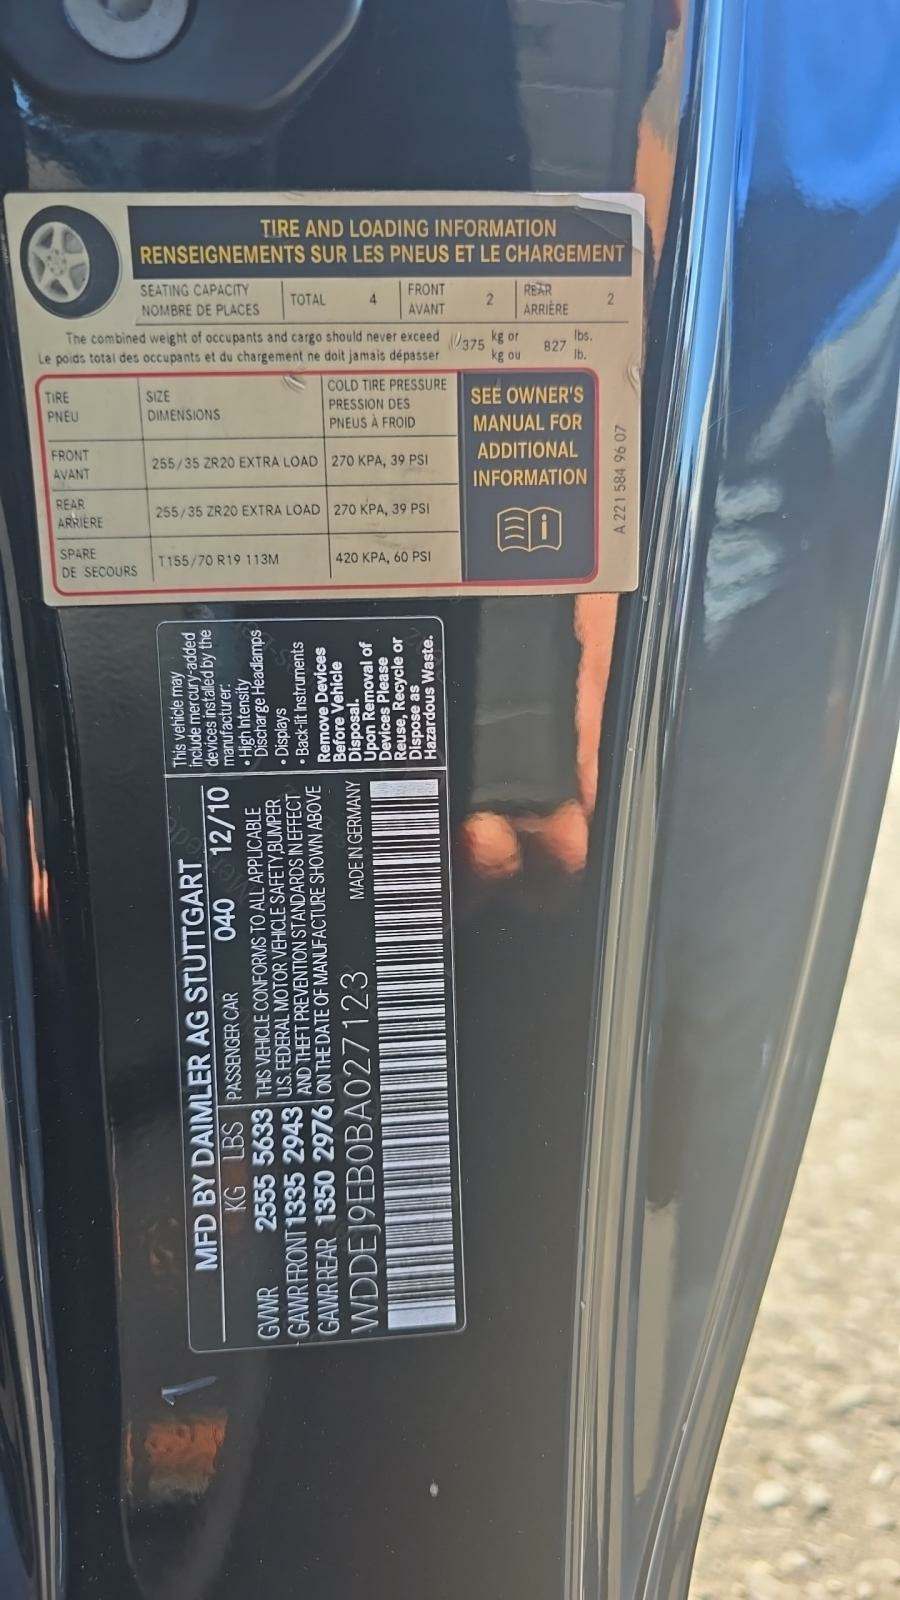 TIRE AND LOADING INFORMATION
RENSEIGNEMENTS SUR LES PNEUS ET LE CHARGEMENT
SEATING CAPACITY
NOMBRE DE PLACES
TOTAL 4
FRONT
AVANT
2
REAR
ARRIÈRE
2
The combined weight of occupants and cargo should never exceed
Le poids total des occupants et du chargement ne doit jamais dépasser
375
kg or
kg ou
827
lbs.
lb.
TIRE
PNEU
SIZE
DIMENSIONS
COLD TIRE PRESSURE
PRESSION DES
PNEUS À FROID
FRONT
AVANT
255/35 ZR20 EXTRA LOAD
270 KPA, 39 PSI
REAR
ARRIÈRE
255/35 ZR20 EXTRA LOAD
270 KPA, 39 PSI
SPARE
DE SECOURS
T155/70 R19 113M
420 KPA, 60 PSI
SEE OWNER'S
MANUAL FOR
ADDITIONAL
INFORMATION
A 221 584 96 07
MFD BY DAIMLER AG STUTTGART
KG LBS PASSENGER CAR 040 12/10
GVWR 2555 5633
GAWR FRONT 1335 2943
GAWR REAR 1350 2976
THIS VEHICLE CONFORMS TO ALL APPLICABLE
U.S. FEDERAL MOTOR VEHICLE SAFETY,BUMPER
AND THEFT PREVENTION STANDARDS IN EFFECT
ON THE DATE OF MANUFACTURE SHOWN ABOVE
WDDEJ9EB0BA027123 MADE IN GERMANY
This vehicle may
include mercury-added
devices installed by the
manufacturer:
• High Intensity
• Discharge Headlamps
• Displays
• Back-lit Instruments
Remove Devices
Before Vehicle
Disposal.
Upon Removal of
Devices Please
Reuse, Recycle or
Dispose as
Hazardous Waste.